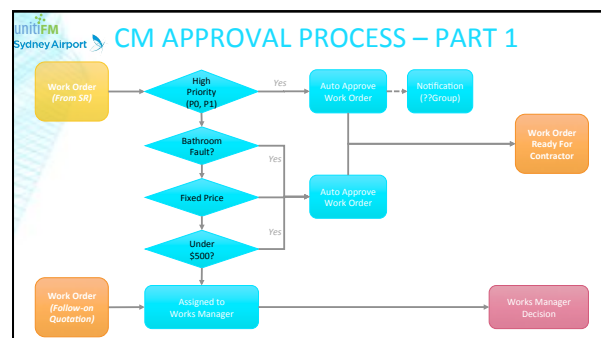 unitiFM
Sydney Airport
CM APPROVAL PROCESS – PART 1
Work Order
(From SR)
High
Priority
(P0, P1)
Yes
Auto Approve
Work Order
Notification
(??Group)
Bathroom
Fault?
Yes
Work Order
Ready For
Contractor
Fixed Price
Auto Approve
Work Order
Yes
Under
$500?
Work Order
(Follow-on
Quotation)
Assigned to
Works Manager
Works Manager
Decision